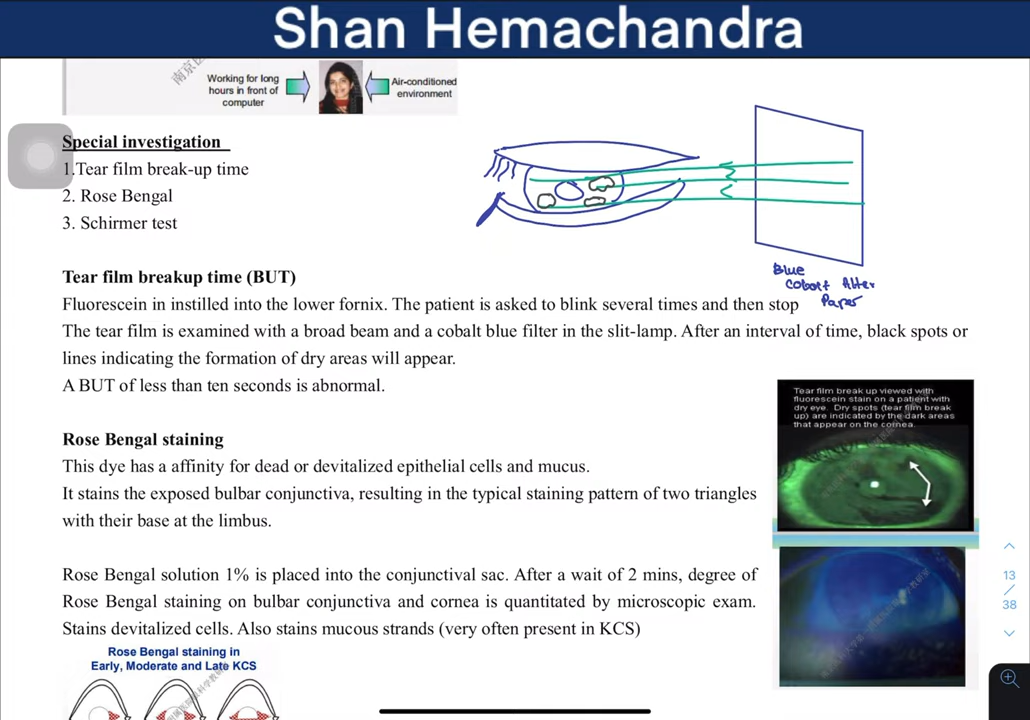 Shan Hemachandra
Working for long
hours in front of
computer
Air-conditioned
environment
Special investigation
1.Tear film break-up time
2. Rose Bengal
3. Schirmer test
Blue
Cobolt
Paper
Tear film breakup time (BUT)
Fluorescein in instilled into the lower fornix. The patient is asked to blink several times and then stop
The tear film is examined with a broad beam and a cobalt blue filter in the slit-lamp. After an interval of time, black spots or
lines indicating the formation of dry areas will appear.
A BUT of less than ten seconds is abnormal.
Tear film break up viewed with
fluorescein stain on a patient with
dry eye. Dry spots (tear film break
up) are indicated by the dark areas
that appear on the cornea.
Rose Bengal staining
This dye has a affinity for dead or devitalized epithelial cells and mucus.
It stains the exposed bulbar conjunctiva, resulting in the typical staining pattern of two triangles
with their base at the limbus.
Rose Bengal solution 1% is placed into the conjunctival sac. After a wait of 2 mins, degree of
Rose Bengal staining on bulbar conjunctiva and cornea is quantitated by microscopic exam.
Stains devitalized cells. Also stains mucous strands (very often present in KCS)
Rose Bengal staining in
Early, Moderate and Late KCS
13
/
38